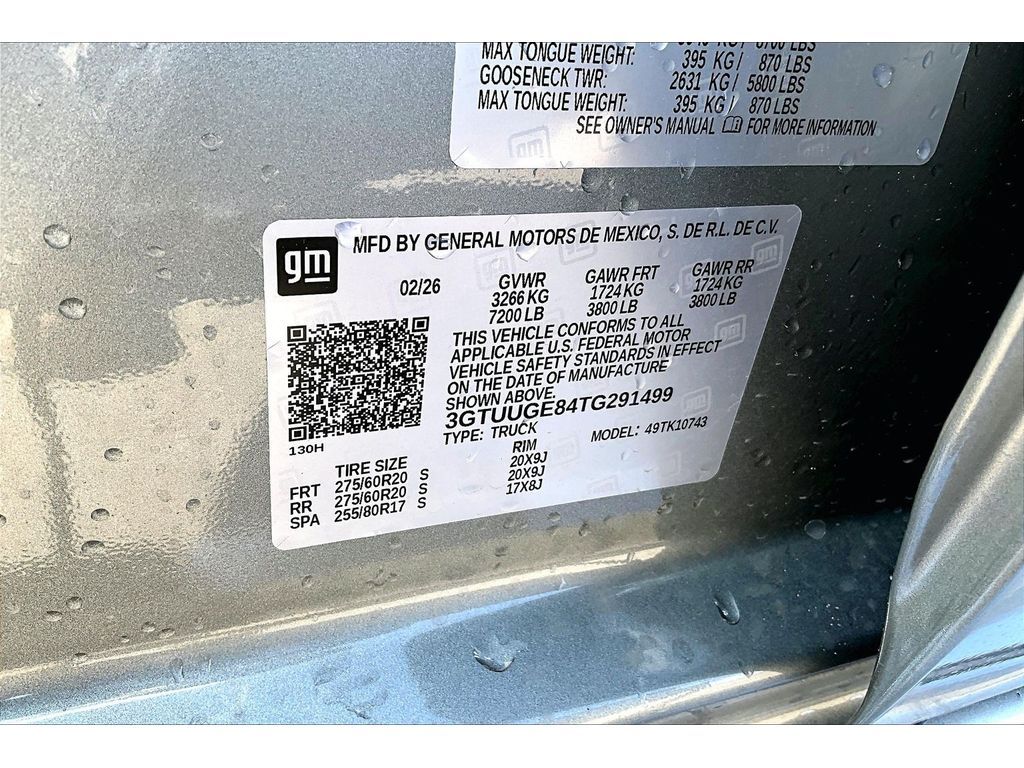 MAX TONGUE WEIGHT: 395 KG / 870 LBS
GOOSENECK TWR: 2631 KG / 5800 LBS
MAX TONGUE WEIGHT: 395 KG / 870 LBS
SEE OWNER'S MANUAL FOR MORE INFORMATION
gm
gm MFD BY GENERAL MOTORS DE MEXICO, S. DE R.L. DE C.V.
02/26 GVWR GAWR FRT GAWR RR
3266 KG 1724 KG 1724 KG
7200 LB 3800 LB 3800 LB
THIS VEHICLE CONFORMS TO ALL
APPLICABLE U.S. FEDERAL MOTOR
VEHICLE SAFETY STANDARDS IN EFFECT
ON THE DATE OF MANUFACTURE
SHOWN ABOVE.
3GTUUGE84TG291499
TYPE: TRUCK MODEL: 49TK10743
130H
TIRE SIZE RIM
FRT 275/60R20 S 20X9J
RR 275/60R20 S 20X9J
SPA 255/80R17 S 17X8J